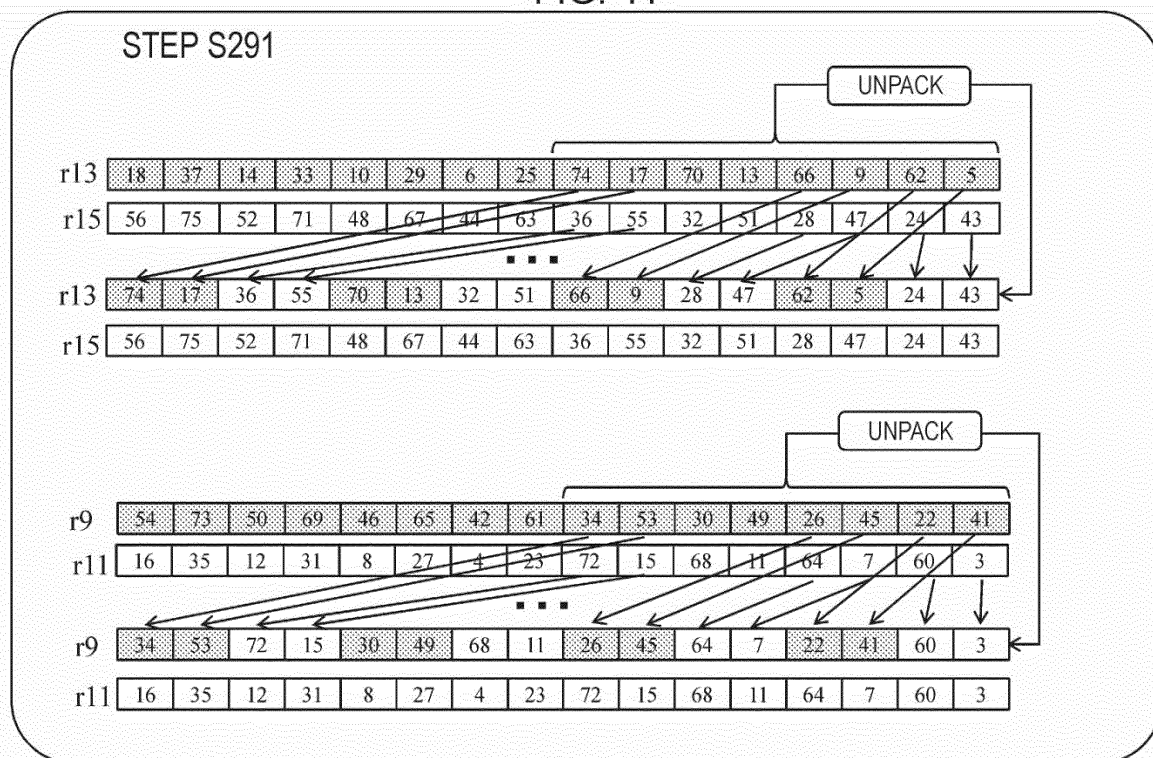 STEP S291
UNPACK
r13 18 37 14 33 10 29 6 25 74 17 70 13 66 9 62 5
r15 56 75 52 71 48 67 44 63 36 55 32 51 28 47 24 43
...
r13 74 17 36 55 70 13 32 51 66 9 28 47 62 5 24 43
r15 56 75 52 71 48 67 44 63 36 55 32 51 28 47 24 43
UNPACK
r9 54 73 50 69 46 65 42 61 34 53 30 49 26 45 22 41
r11 16 35 12 31 8 27 4 23 72 15 68 11 64 7 60 3
...
r9 34 53 72 15 30 49 68 11 26 45 64 7 22 41 60 3
r11 16 35 12 31 8 27 4 23 72 15 68 11 64 7 60 3